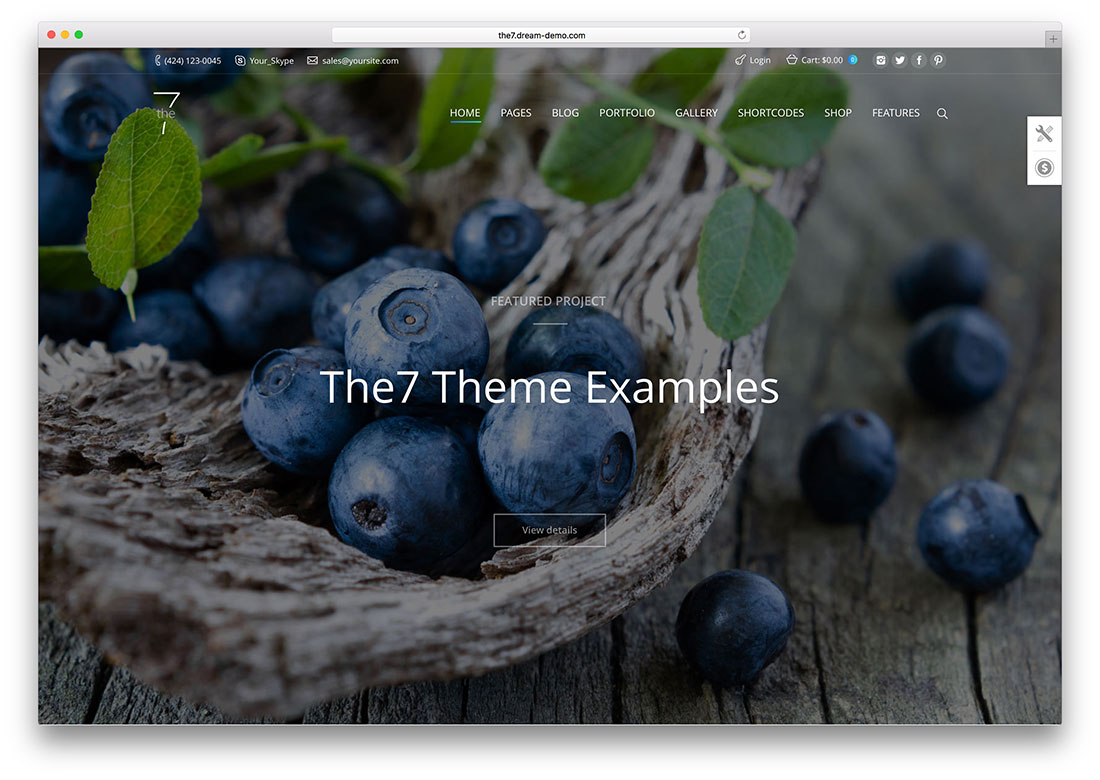 the7.dream-demo.com
(424) 123-0045 Your_Skype sales@yoursite.com Login Cart: $0.00 0
7
the
HOME PAGES BLOG PORTFOLIO GALLERY SHORTCODES SHOP FEATURES
FEATURED PROJECT
The7 Theme Examples
View details